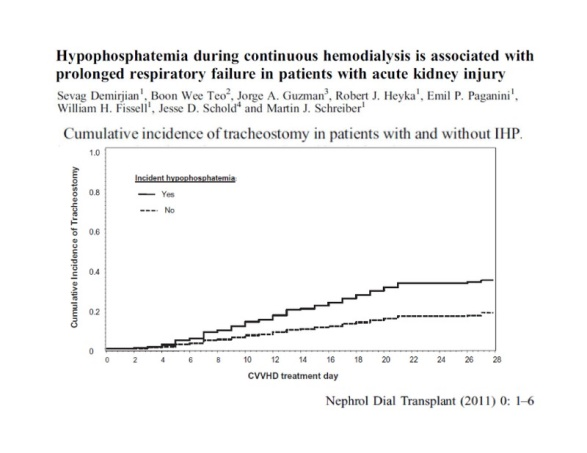 Hypophosphatemia during continuous hemodialysis is associated with
prolonged respiratory failure in patients with acute kidney injury
Sevag Demirjian¹, Boon Wee Teo², Jorge A. Guzman³, Robert J. Heyka¹, Emil P. Paganini¹,
William H. Fissell¹, Jesse D. Schold⁴ and Martin J. Schreiber¹
Cumulative incidence of tracheostomy in patients with and without IHP.
Cumulative Incidence of Tracheostomy
1.0
0.8
0.6
0.4
0.2
0
Incident hypophosphatemia:
Yes
No
0 2 4 6 8 10 12 14 16 18 20 22 24 26 28
CVVHD treatment day
Nephrol Dial Transplant (2011) 0: 1–6